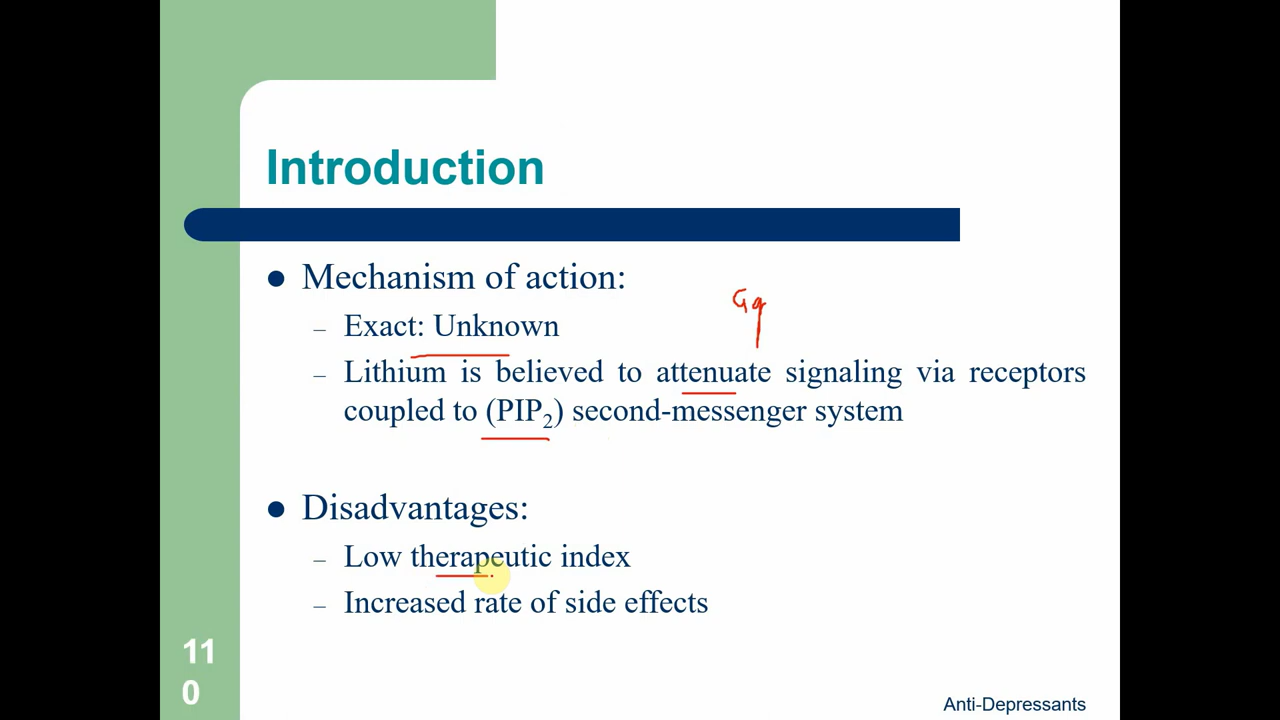 Introduction
● Mechanism of action:
– Exact: Unknown
Gq
– Lithium is believed to attenuate signaling via receptors
coupled to (PIP₂) second-messenger system
● Disadvantages:
– Low therapeutic index
– Increased rate of side effects
11
0
Anti-Depressants